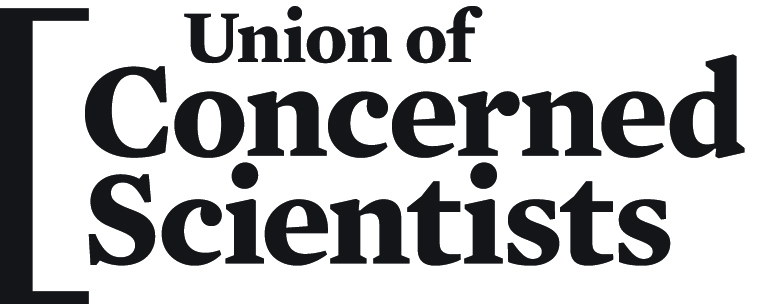 Union of
Concerned
Scientists